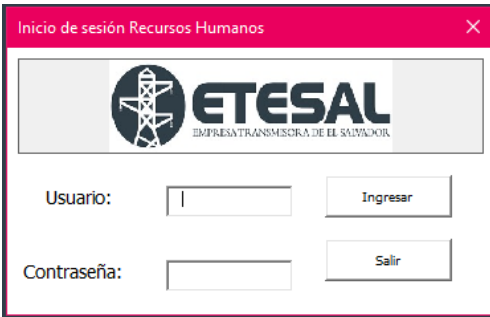 Inicio de sesión Recursos Humanos
ETESAL
EMPRESA TRANSMISORA DE EL SALVADOR
Usuario:
Ingresar
Salir
Contraseña: